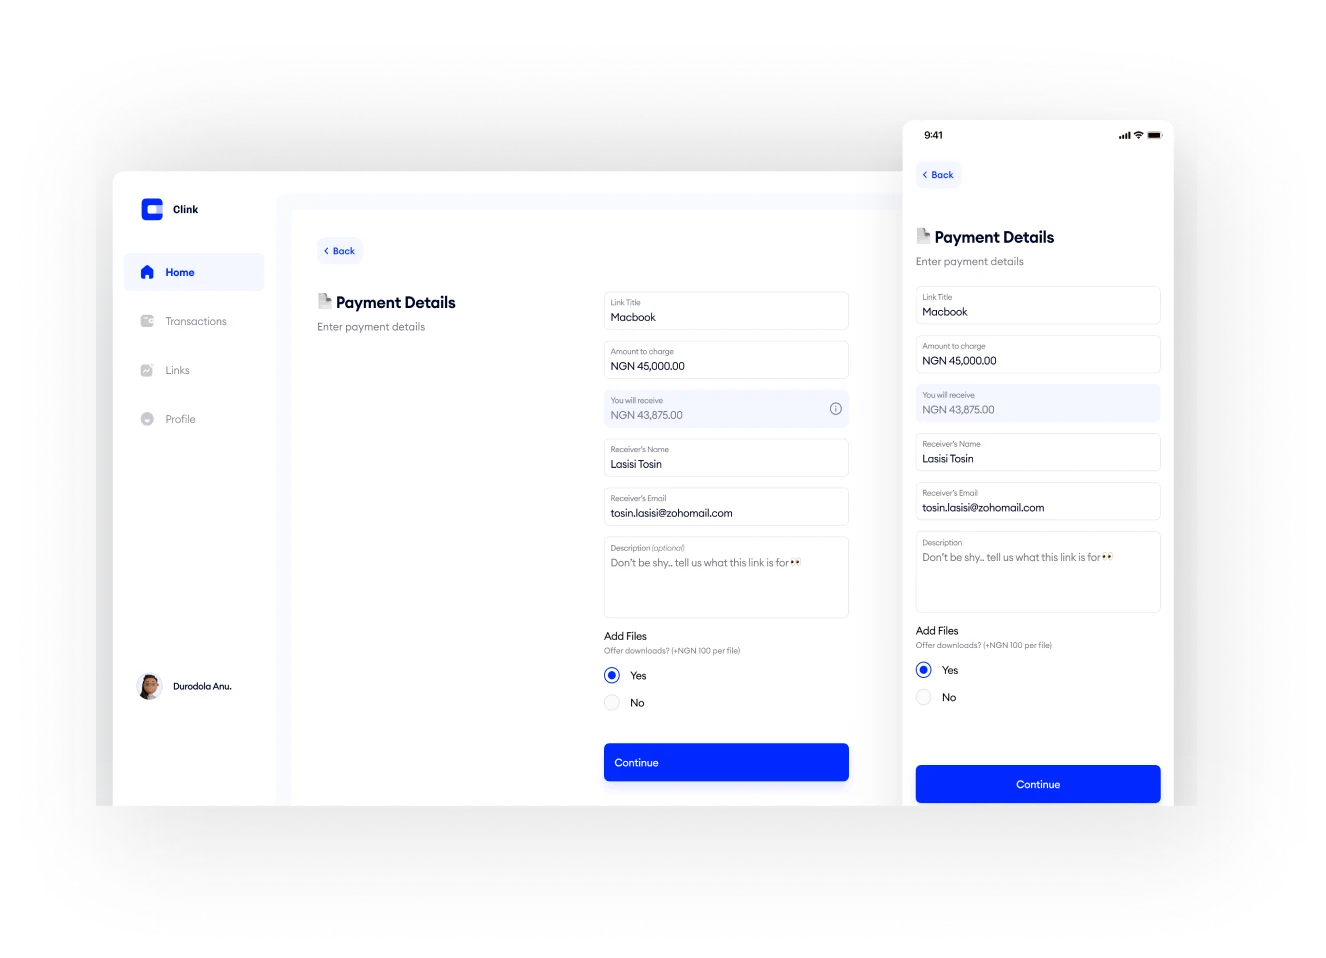 Clink
Home
Transactions
Links
Profile
Durodola Anu.
Back
Payment Details
Enter payment details
Link Title
Macbook
Amount to charge
NGN 45,000.00
You will receive
NGN 43,875.00
Receiver's Name
Lasisi Tosin
Receiver's Email
tosin.lasisi@zohomail.com
Description (optional)
Don't be shy.. tell us what this link is for👀
Add Files
Offer downloads? (+NGN 100 per file)
Yes
No
Continue
9:41
Back
Payment Details
Enter payment details
Link Title
Macbook
Amount to charge
NGN 45,000.00
You will receive
NGN 43,875.00
Receiver's Name
Lasisi Tosin
Receiver's Email
tosin.lasisi@zohomail.com
Description
Don't be shy.. tell us what this link is for👀
Add Files
Offer downloads? (+NGN 100 per file)
Yes
No
Continue